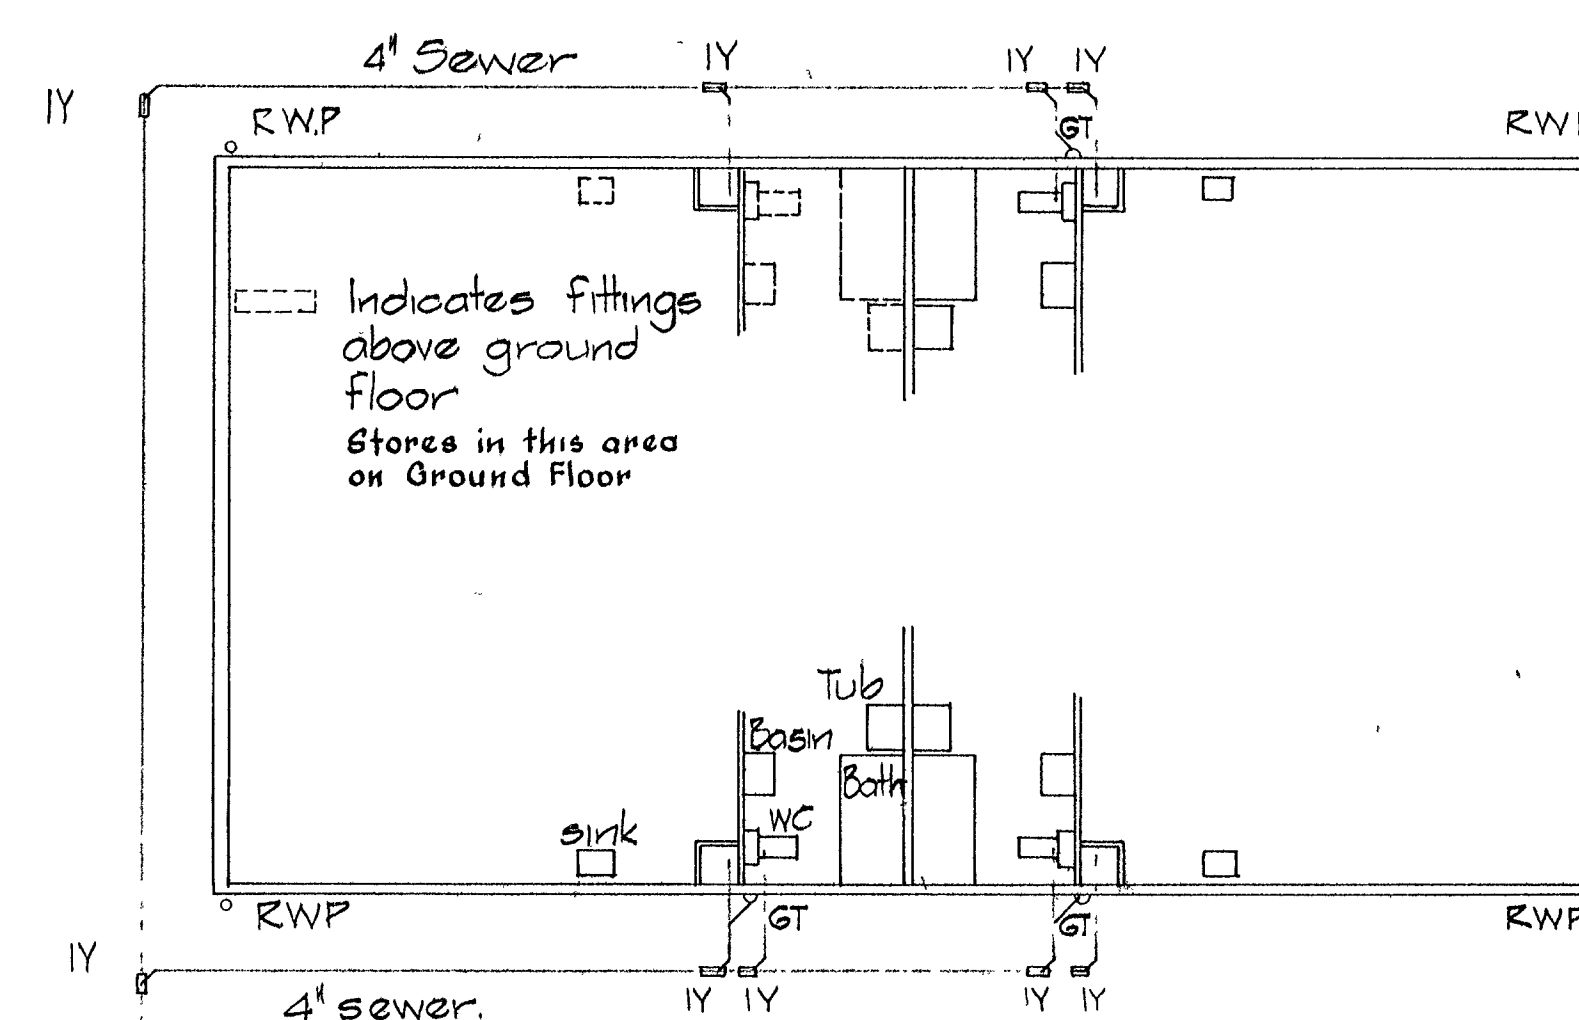 4" Sewer
IY
IY
IY
IY
RW.P
GT
RW
Indicates fittings
above ground
floor
Stores in this area
on Ground Floor
Tub
Basin
Bath
WC
sink
RWP
GT
GT
RWP
IY
IY
IY
IY
IY
4" sewer.